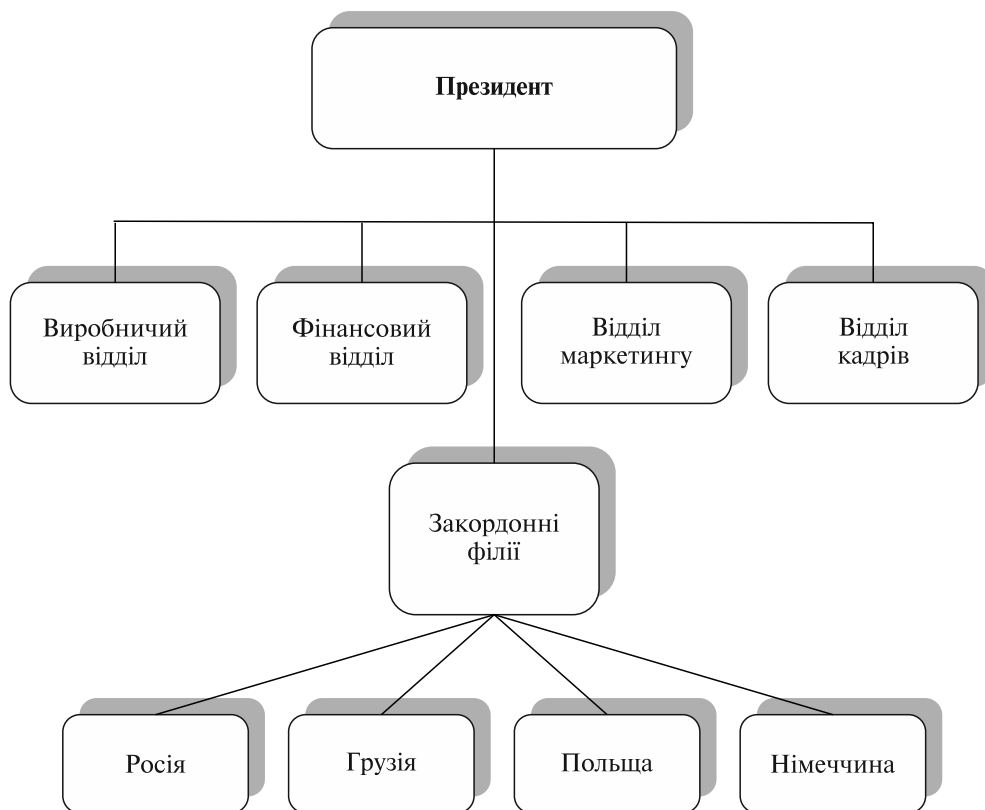 Президент
Виробничий
відділ
Фінансовий
відділ
Відділ
маркетингу
Відділ
кадрів
Закордонні
філії
Росія
Грузія
Польща
Німеччина